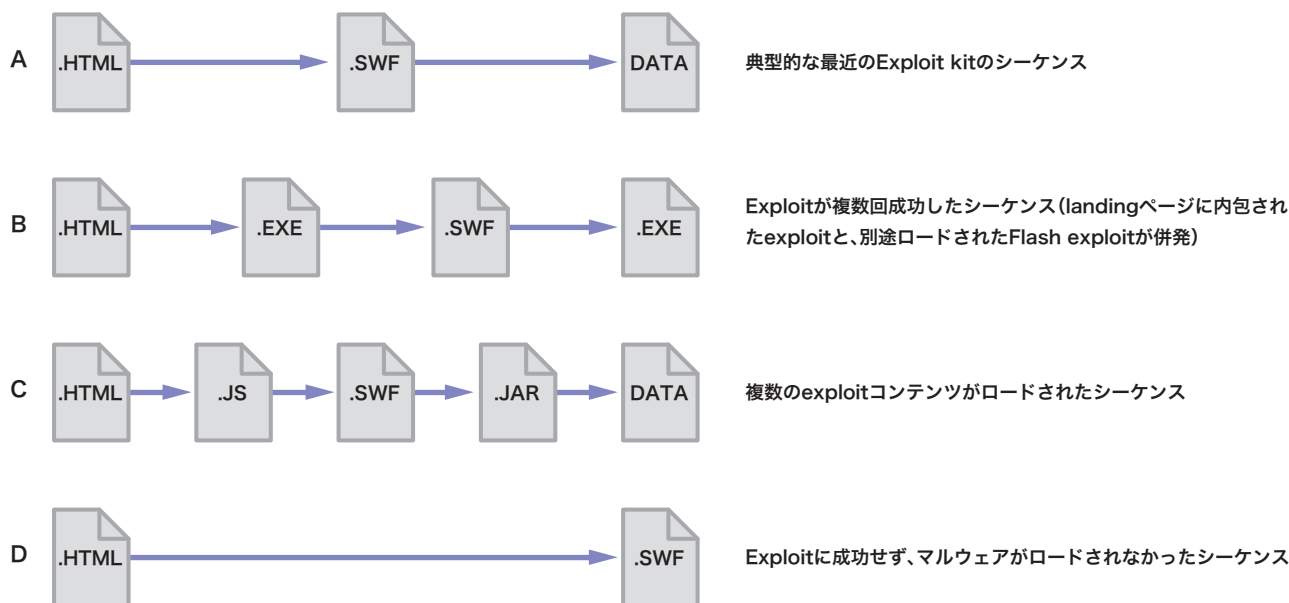 A .HTML .SWF DATA 典型的な最近のExploit kitのシーケンス
B .HTML .EXE .SWF .EXE Exploitが複数回成功したシーケンス（landingページに内包され
たexploitと、別途ロードされたFlash exploitが併発）
C .HTML .JS .SWF .JAR DATA 複数のexploitコンテンツがロードされたシーケンス
D .HTML .SWF Exploitに成功せず、マルウェアがロードされなかったシーケンス